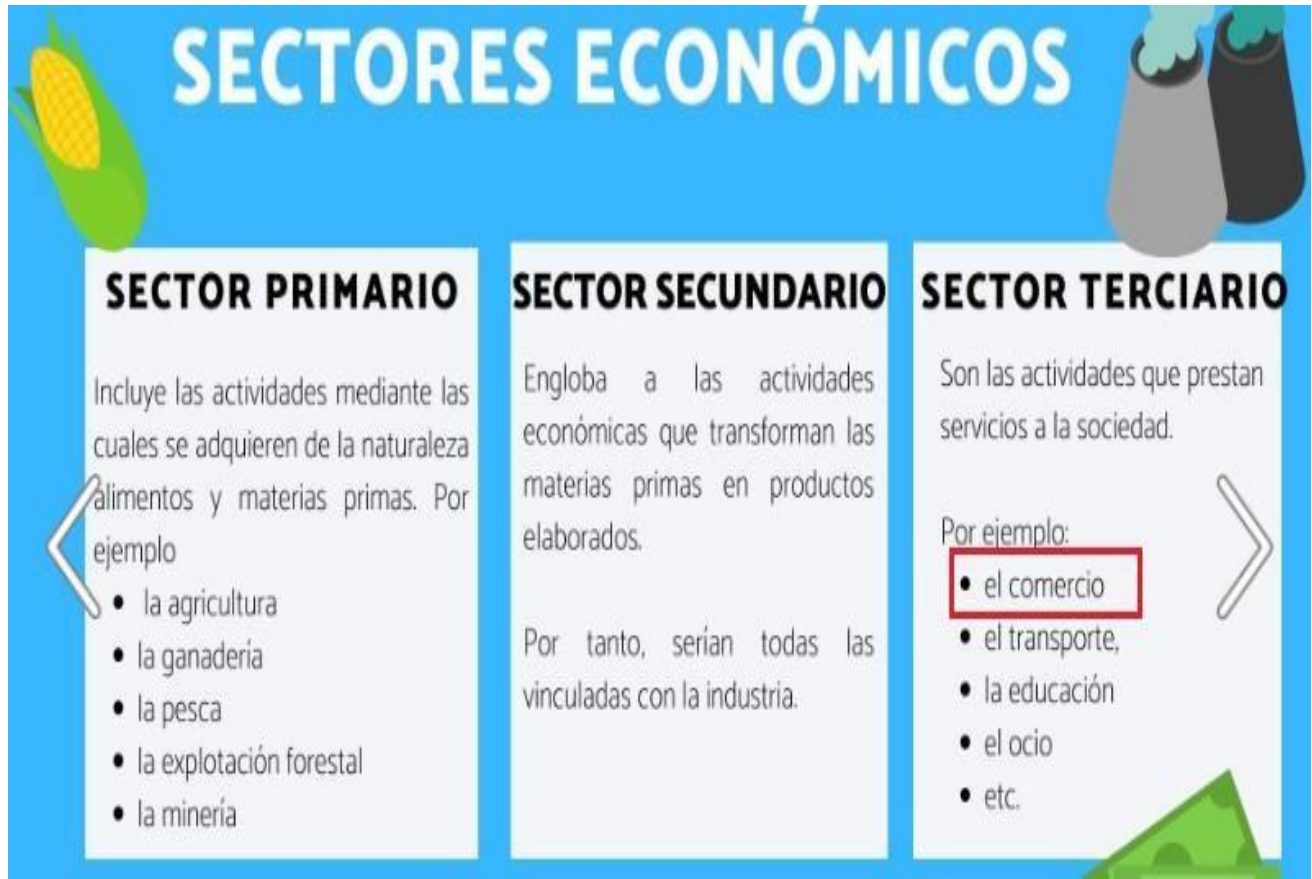 SECTORES ECONÓMICOS
SECTOR PRIMARIO
Incluye las actividades mediante las
cuales se adquieren de la naturaleza
alimentos y materias primas. Por
ejemplo
• la agricultura
• la ganadería
• la pesca
• la explotación forestal
• la minería
SECTOR SECUNDARIO
Engloba a las actividades
económicas que transforman las
materias primas en productos
elaborados.
Por tanto, serían todas las
vinculadas con la industria.
SECTOR TERCIARIO
Son las actividades que prestan
servicios a la sociedad.
Por ejemplo:
• el comercio
• el transporte,
• la educación
• el ocio
• etc.